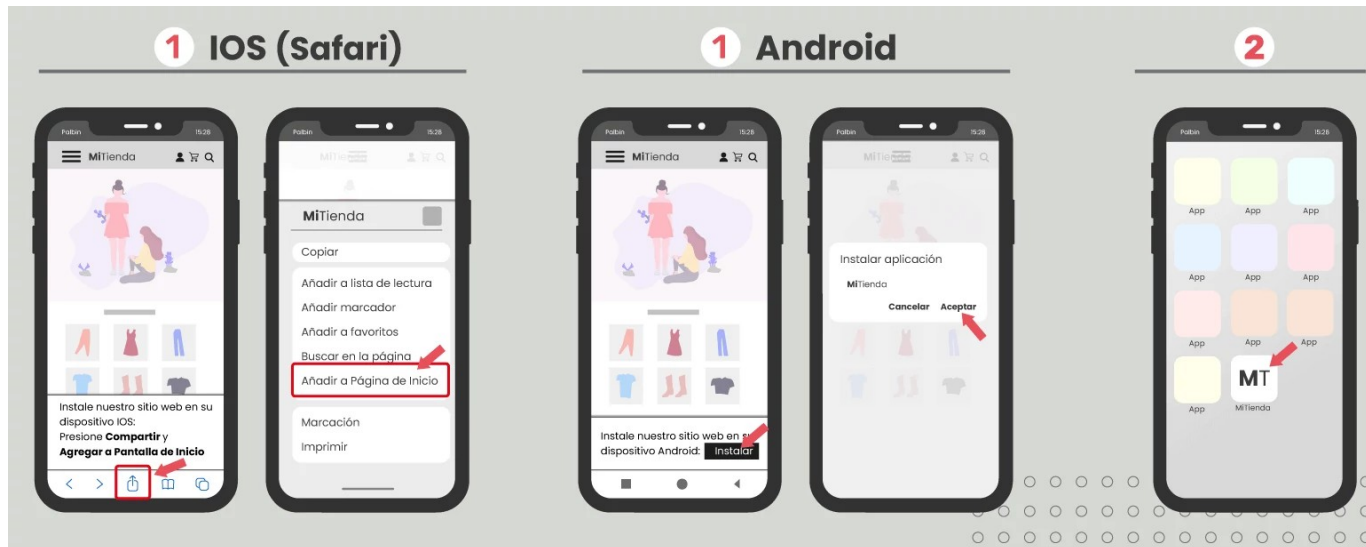 1 IOS (Safari)
Palbin 15:28
MiTienda
Instale nuestro sitio web en su
dispositivo IOS:
Presione Compartir y
Agregar a Pantalla de Inicio
Palbin 15:28
MiTienda
MiTienda
Copiar
Añadir a lista de lectura
Añadir marcador
Añadir a favoritos
Buscar en la página
Añadir a Página de Inicio
Marcación
Imprimir
1 Android
Palbin 15:28
MiTienda
Instale nuestro sitio web en su
dispositivo Android: Instalar
Palbin 15:28
MiTienda
Instalar aplicación
MiTienda
Cancelar Aceptar
2
Palbin 15:28
App App App
App App App
App App App
MT
App MiTienda